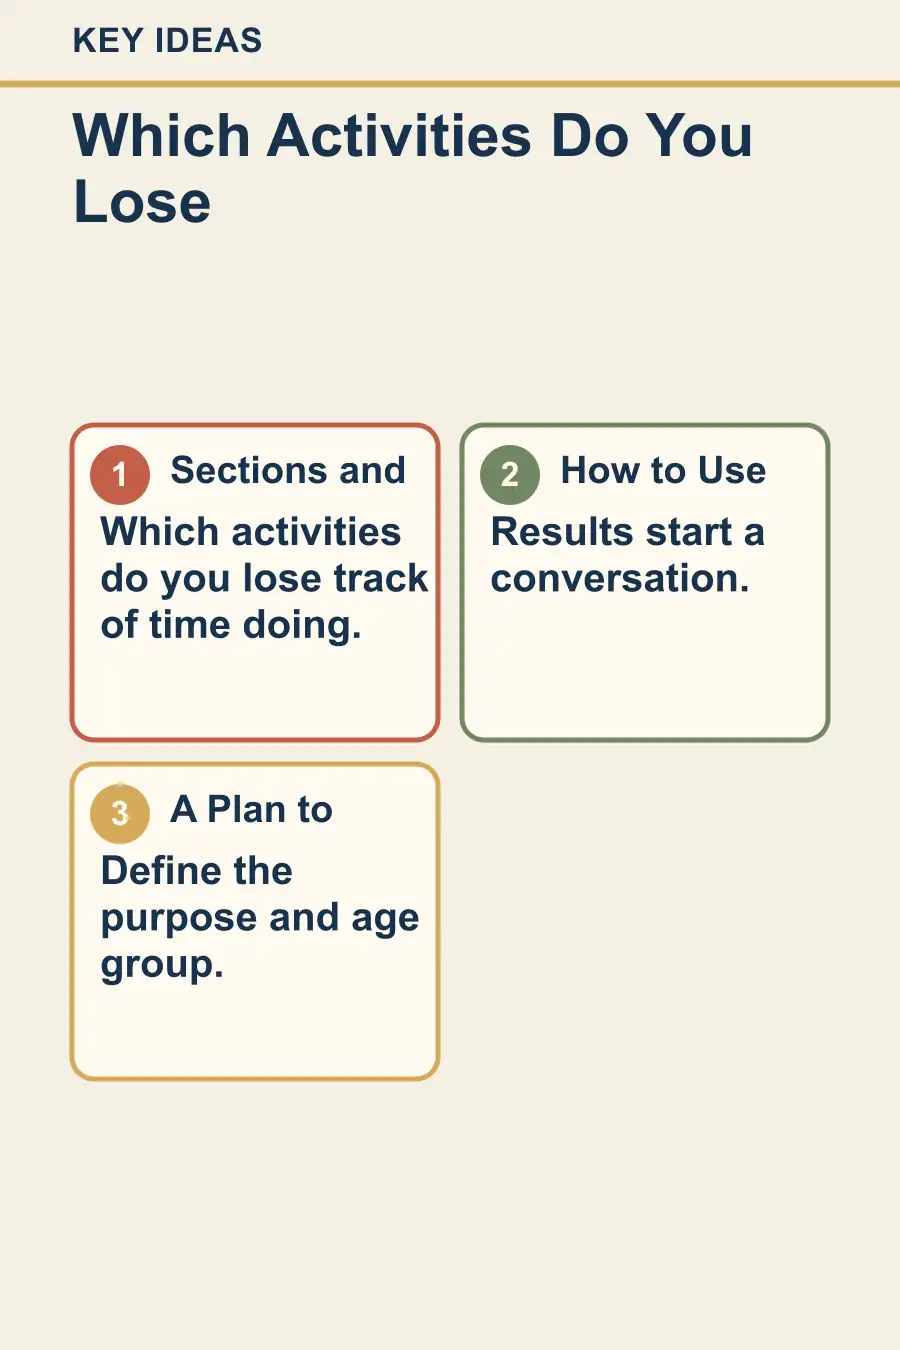 KEY IDEAS
Which Activities Do You
Lose
1 Sections and
Which activities
do you lose track
of time doing.
2 How to Use
Results start a
conversation.
3 A Plan to
Define the
purpose and age
group.